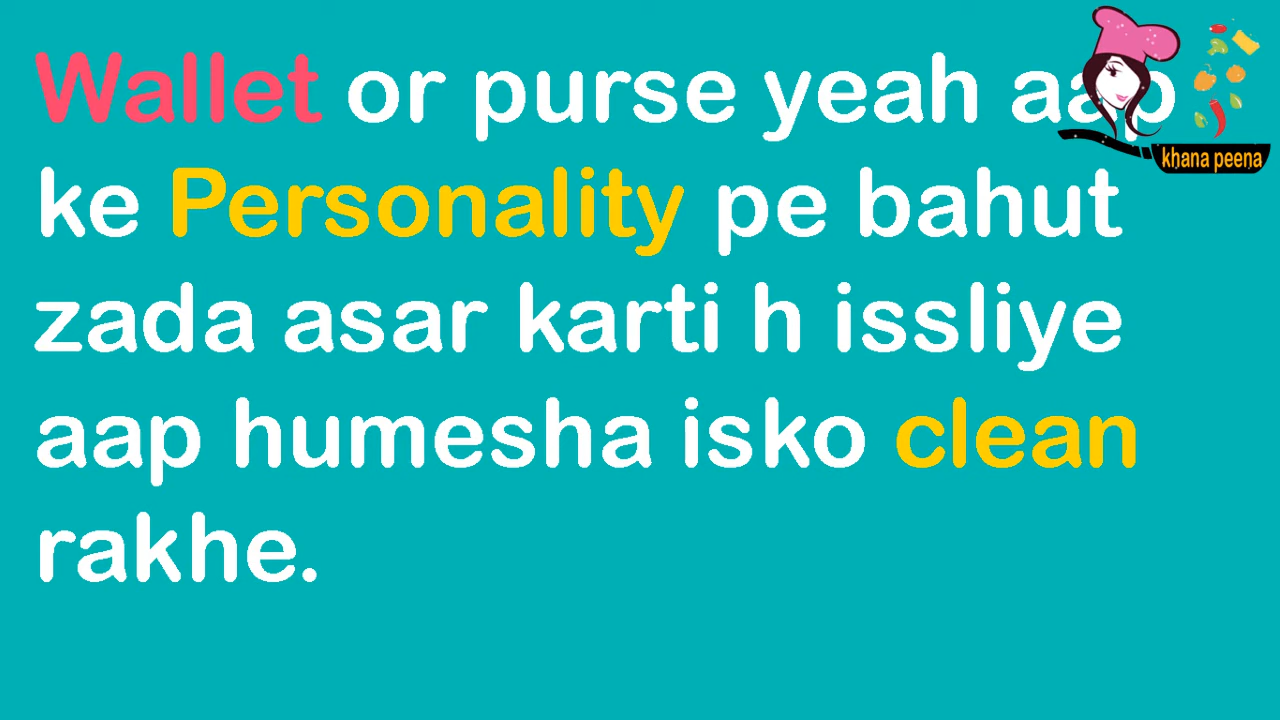 Wallet or purse yeah aap
ke Personality pe bahut
zada asar karti h issliye
aap humesha isko clean
rakhe.
khana peena